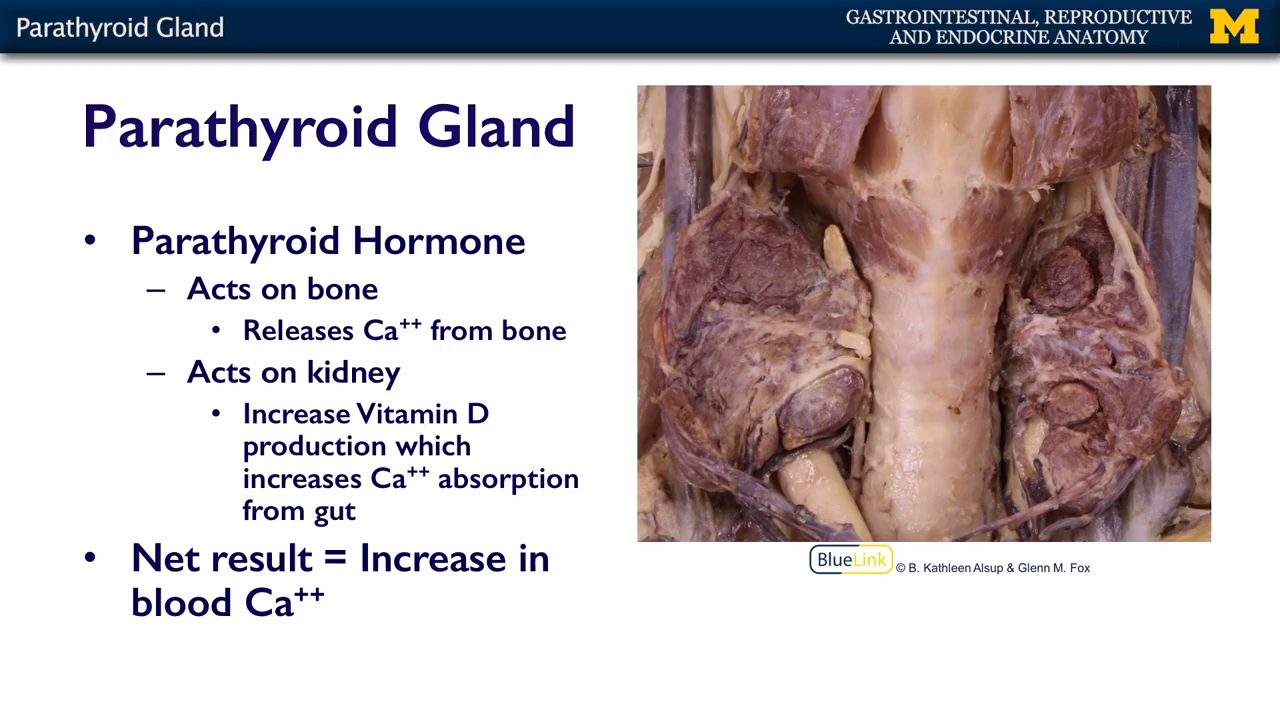 Parathyroid Gland
GASTROINTESTINAL, REPRODUCTIVE
AND ENDOCRINE ANATOMY
M
Parathyroid Gland
• Parathyroid Hormone
– Acts on bone
• Releases Ca⁺⁺ from bone
– Acts on kidney
• Increase Vitamin D
production which
increases Ca⁺⁺ absorption
from gut
• Net result = Increase in
blood Ca⁺⁺
BlueLink © B. Kathleen Alsup & Glenn M. Fox